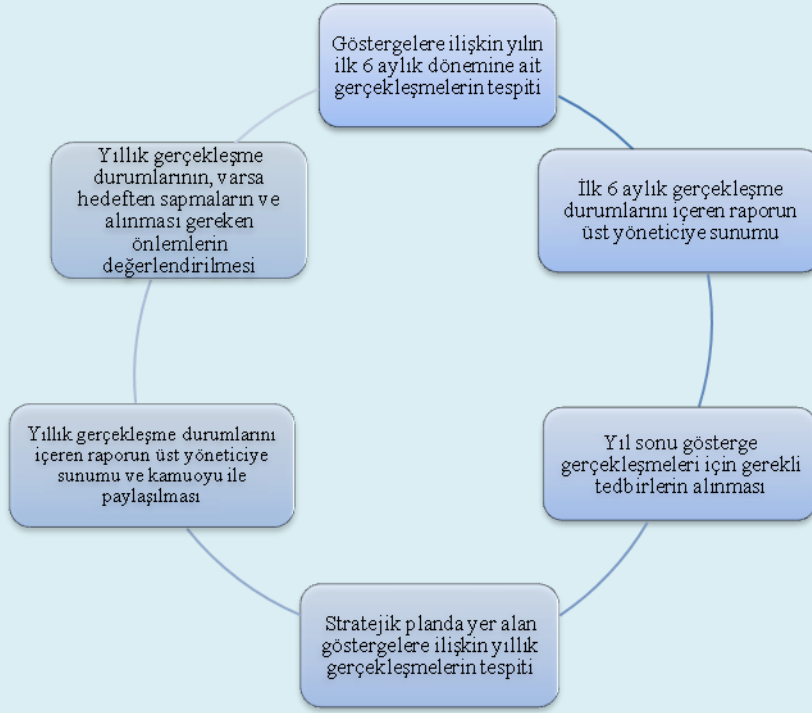 Göstergelere ilişkin yılın
ilk 6 aylık dönemine ait
gerçekleşmelerin tespiti
İlk 6 aylık gerçekleşme
durumlarını içeren raporun
üst yöneticiye sunumu
Yıl sonu gösterge
gerçekleşmeleri için gerekli
tedbirlerin alınması
Stratejik planda yer alan
göstergelere ilişkin yıllık
gerçekleşmelerin tespiti
Yıllık gerçekleşme durumlarını
içeren raporun üst yöneticiye
sunumu ve kamuoyu ile
paylaşılması
Yıllık gerçekleşme
durumlarının, varsa
hedeften sapmaların ve
alınması gereken
önlemlerin
değerlendirilmesi